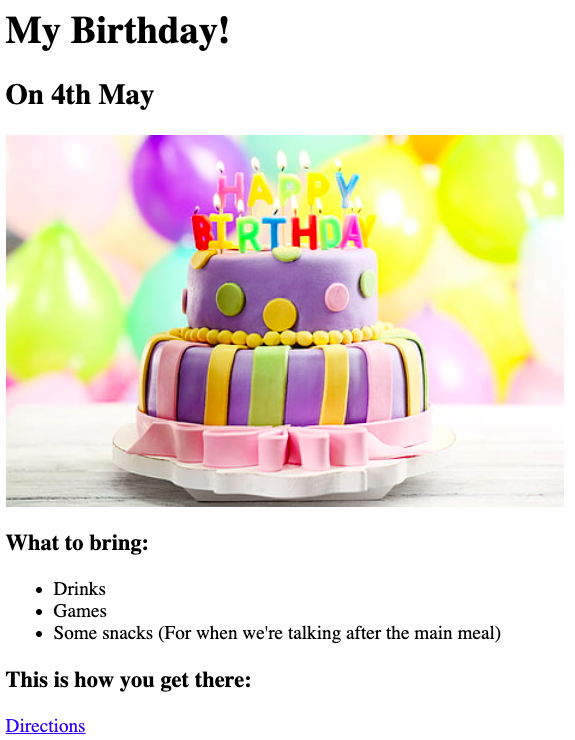 My Birthday!
On 4th May
HAPPY
BIRTHDAY
What to bring:
Drinks
Games
Some snacks (For when we're talking after the main meal)
This is how you get there:
Directions